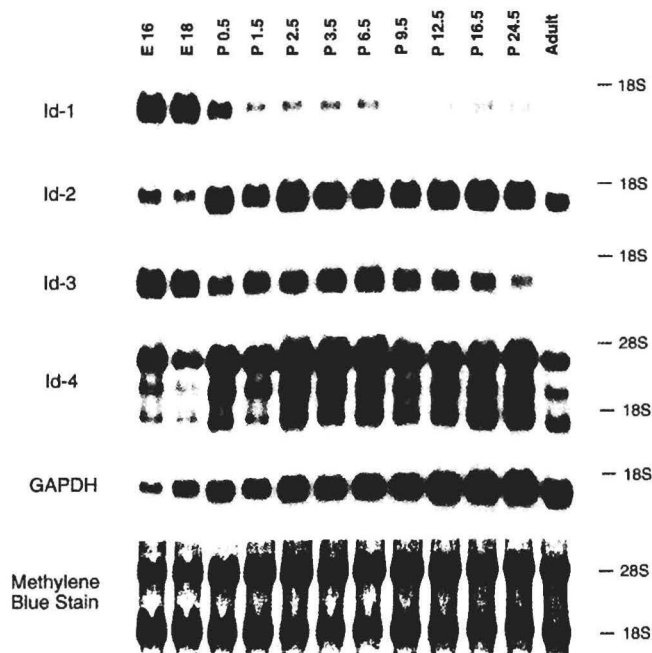 E 16 E 18 P 0.5 P 1.5 P 2.5 P 3.5 P 6.5 P 9.5 P 12.5 P 16.5 P 24.5 Adult
Id-1 — 18S
Id-2 — 18S
Id-3 — 18S
Id-4 — 28S
— 18S
GAPDH — 18S
Methylene
Blue Stain — 28S
— 18S